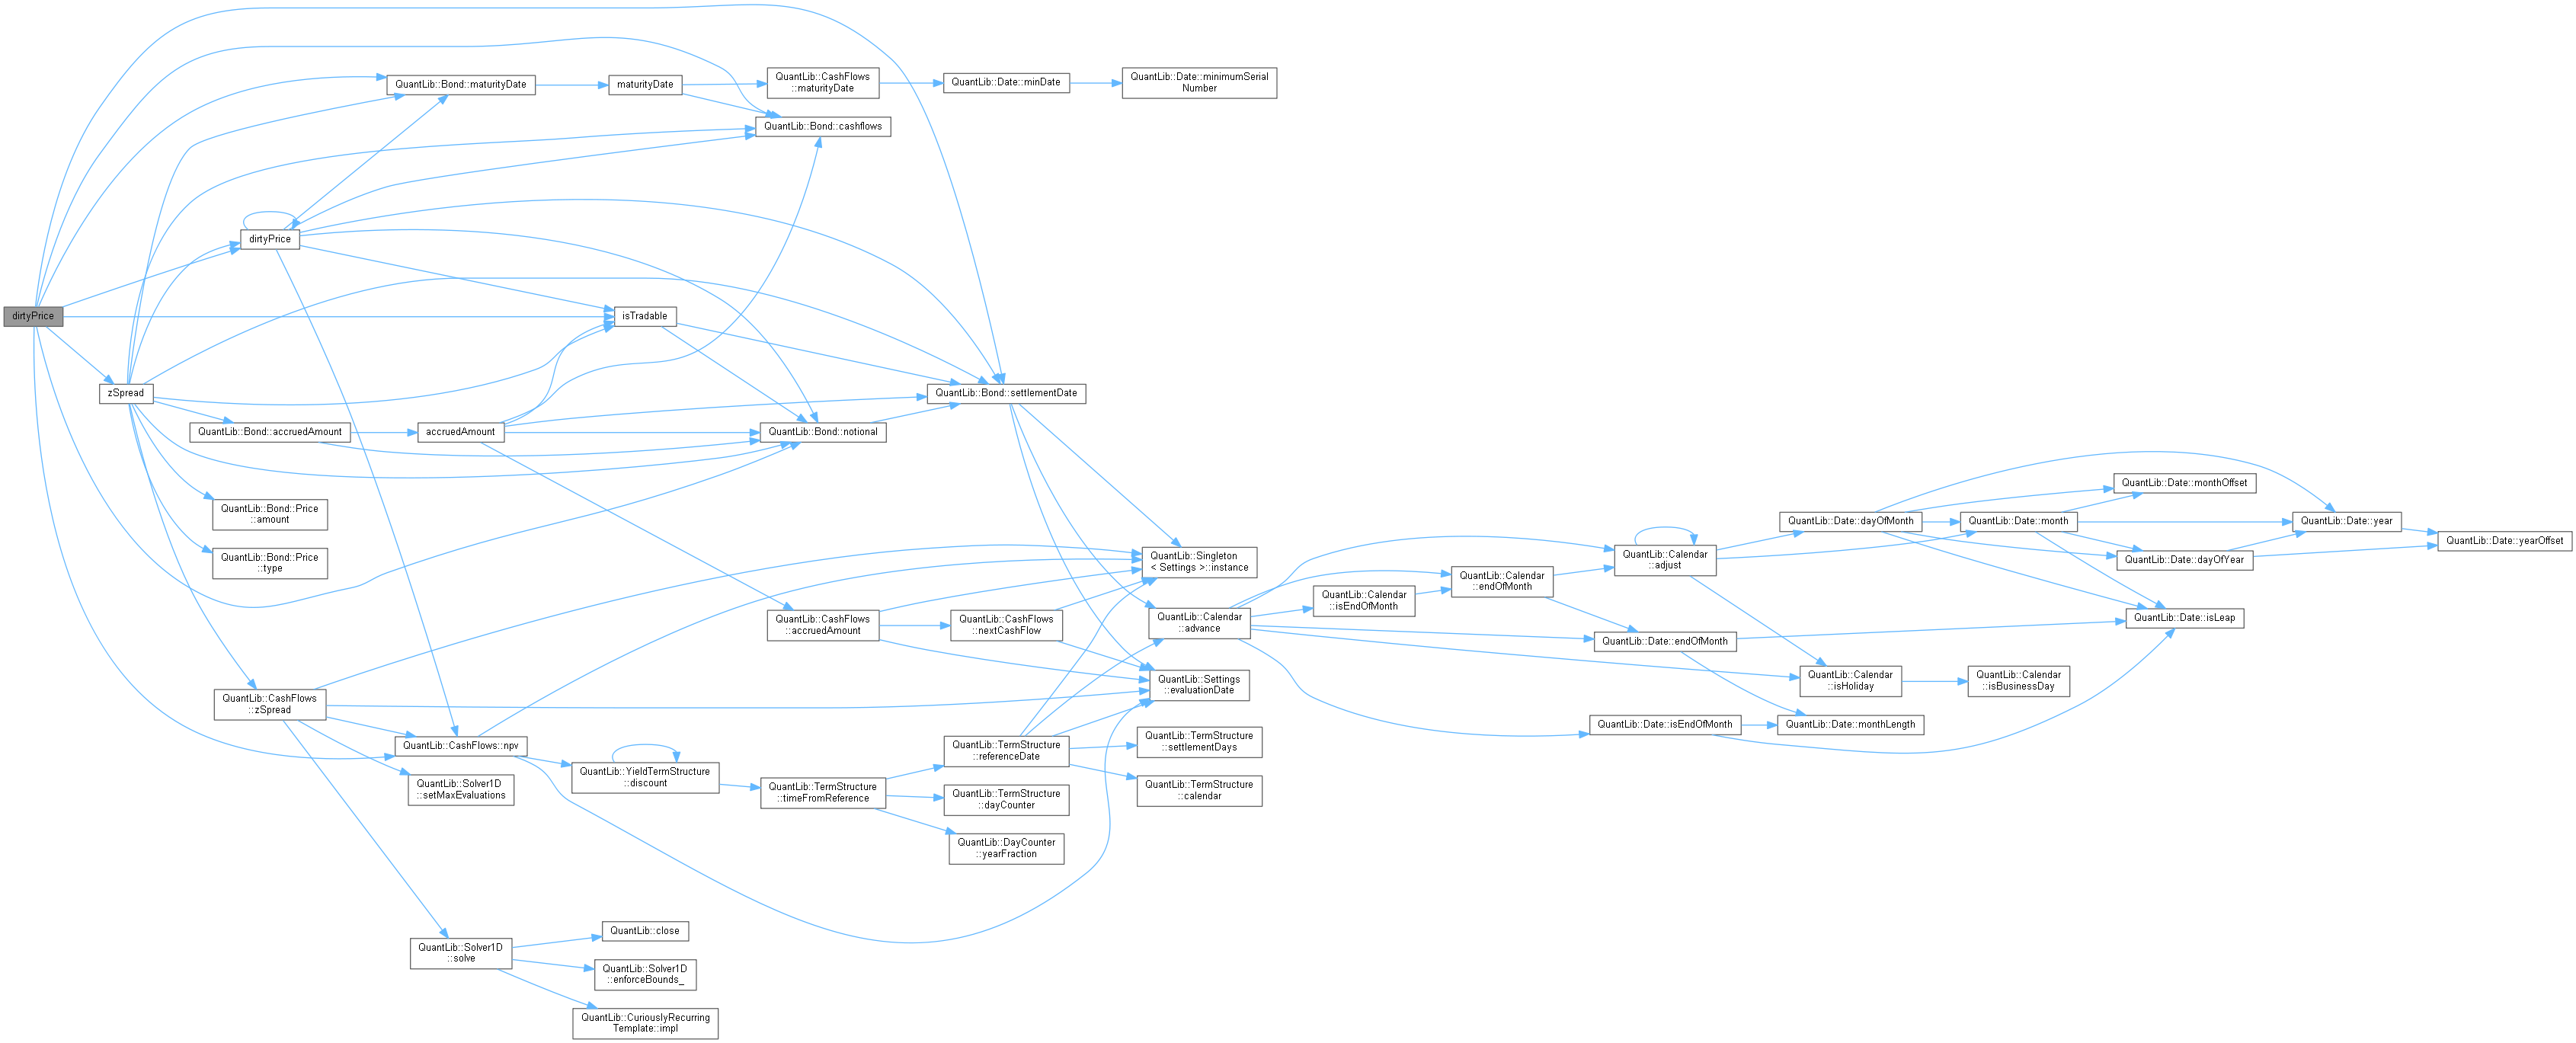 dirtyPrice
zSpread
dirtyPrice
QuantLib::Bond::accruedAmount
QuantLib::Bond::Price
::amount
QuantLib::Bond::Price
::type
QuantLib::CashFlows
::zSpread
QuantLib::Bond::maturityDate
accruedAmount
QuantLib::CashFlows::npv
QuantLib::Solver1D
::setMaxEvaluations
QuantLib::Solver1D
::solve
maturityDate
isTradable
QuantLib::YieldTermStructure
::discount
QuantLib::close
QuantLib::Solver1D
::enforceBounds_
QuantLib::CuriouslyRecurring
Template::impl
QuantLib::CashFlows
::maturityDate
QuantLib::Bond::cashflows
QuantLib::Bond::notional
QuantLib::CashFlows
::accruedAmount
QuantLib::TermStructure
::timeFromReference
QuantLib::Date::minDate
QuantLib::Bond::settlementDate
QuantLib::CashFlows
::nextCashFlow
QuantLib::TermStructure
::referenceDate
QuantLib::TermStructure
::dayCounter
QuantLib::DayCounter
::yearFraction
QuantLib::Date::minimumSerial
Number
QuantLib::Singleton
< Settings >::instance
QuantLib::Calendar
::advance
QuantLib::Settings
::evaluationDate
QuantLib::TermStructure
::settlementDays
QuantLib::TermStructure
::calendar
QuantLib::Calendar
::isEndOfMonth
QuantLib::Calendar
::endOfMonth
QuantLib::Calendar
::adjust
QuantLib::Date::endOfMonth
QuantLib::Date::isEndOfMonth
QuantLib::Date::dayOfMonth
QuantLib::Calendar
::isHoliday
QuantLib::Date::monthLength
QuantLib::Date::month
QuantLib::Calendar
::isBusinessDay
QuantLib::Date::monthOffset
QuantLib::Date::dayOfYear
QuantLib::Date::isLeap
QuantLib::Date::year
QuantLib::Date::yearOffset